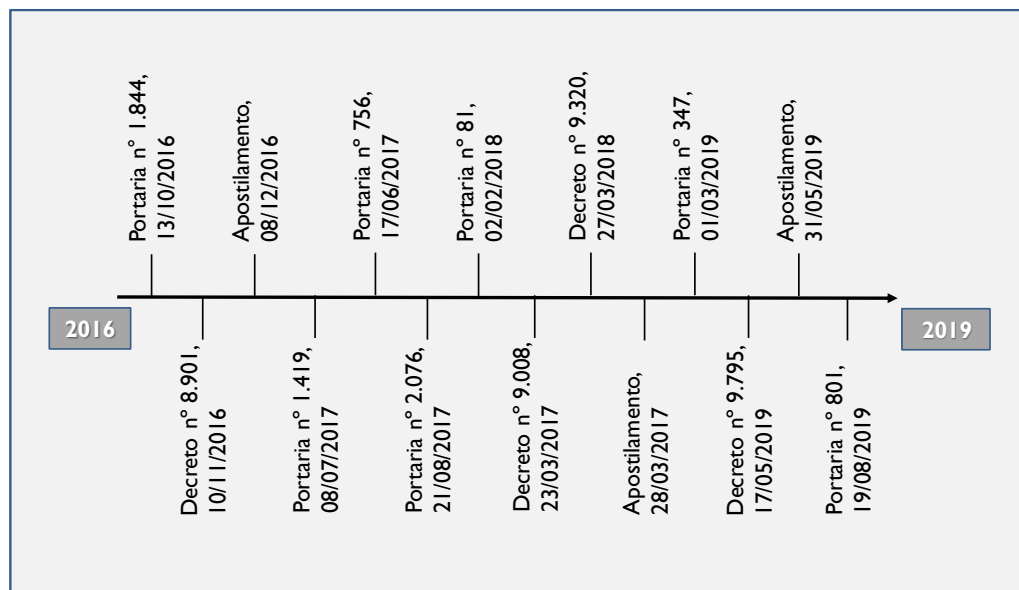 Portaria nº 1.844,
13/10/2016
Apostilamento,
08/12/2016
Portaria nº 756,
17/06/2017
Portaria nº 81,
02/02/2018
Decreto nº 9.320,
27/03/2018
Portaria nº 347,
01/03/2019
Apostilamento,
31/05/2019
2016
2019
Decreto nº 8.901,
10/11/2016
Portaria nº 1.419,
08/07/2017
Portaria nº 2.076,
21/08/2017
Decreto nº 9.008,
23/03/2017
Apostilamento,
28/03/2017
Decreto nº 9.795,
17/05/2019
Portaria nº 801,
19/08/2019